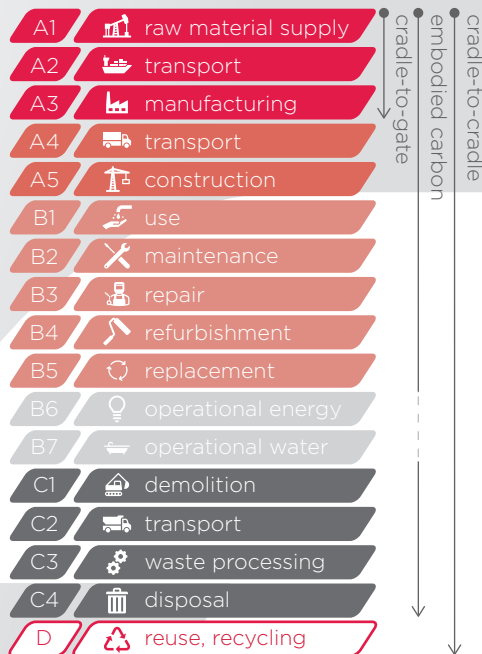 A1 raw material supply
A2 transport
A3 manufacturing
A4 transport
A5 construction
B1 use
B2 maintenance
B3 repair
B4 refurbishment
B5 replacement
B6 operational energy
B7 operational water
C1 demolition
C2 transport
C3 waste processing
C4 disposal
D reuse, recycling
cradle-to-gate
embodied carbon
cradle-to-cradle